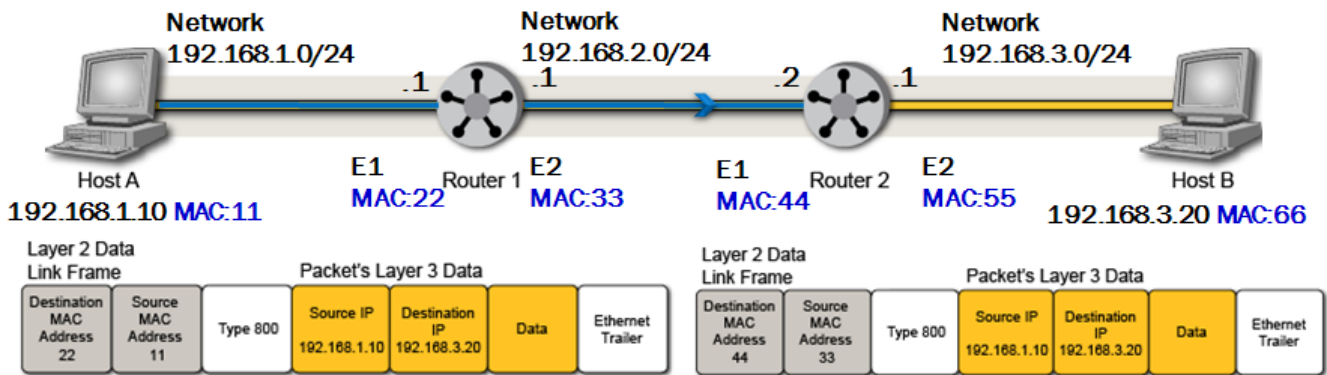 Network
192.168.1.0/24
Network
192.168.2.0/24
Network
192.168.3.0/24
.1
.1
.2
.1
Host A
192.168.1.10 MAC:11
E1
MAC:22
Router 1
E2
MAC:33
E1
MAC:44
Router 2
E2
MAC:55
Host B
192.168.3.20 MAC:66
Layer 2 Data
Link Frame
Packet's Layer 3 Data
Destination
MAC
Address
22
Source
MAC
Address
11
Type 800
Source IP
192.168.1.10
Destination
IP
192.168.3.20
Data
Ethernet
Trailer
Layer 2 Data
Link Frame
Packet's Layer 3 Data
Destination
MAC
Address
44
Source
MAC
Address
33
Type 800
Source IP
192.168.1.10
Destination
IP
192.168.3.20
Data
Ethernet
Trailer